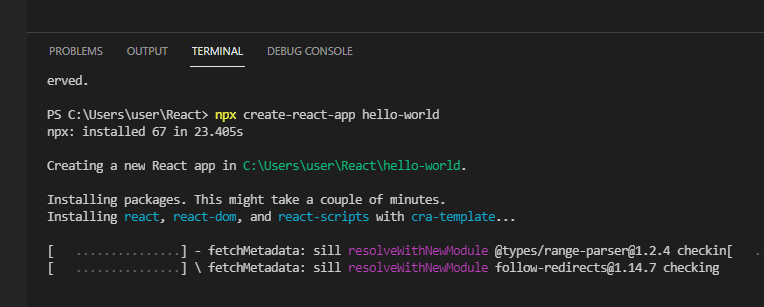 PROBLEMS OUTPUT TERMINAL DEBUG CONSOLE
erved.
PS C:\Users\user\React> npx create-react-app hello-world
npx: installed 67 in 23.405s
Creating a new React app in C:\Users\user\React\hello-world.
Installing packages. This might take a couple of minutes.
Installing react, react-dom, and react-scripts with cra-template...
[   ...............] - fetchMetadata: sill resolveWithNewModule @types/range-parser@1.2.4 checkin[   .
[   ...............] \ fetchMetadata: sill resolveWithNewModule follow-redirects@1.14.7 checking